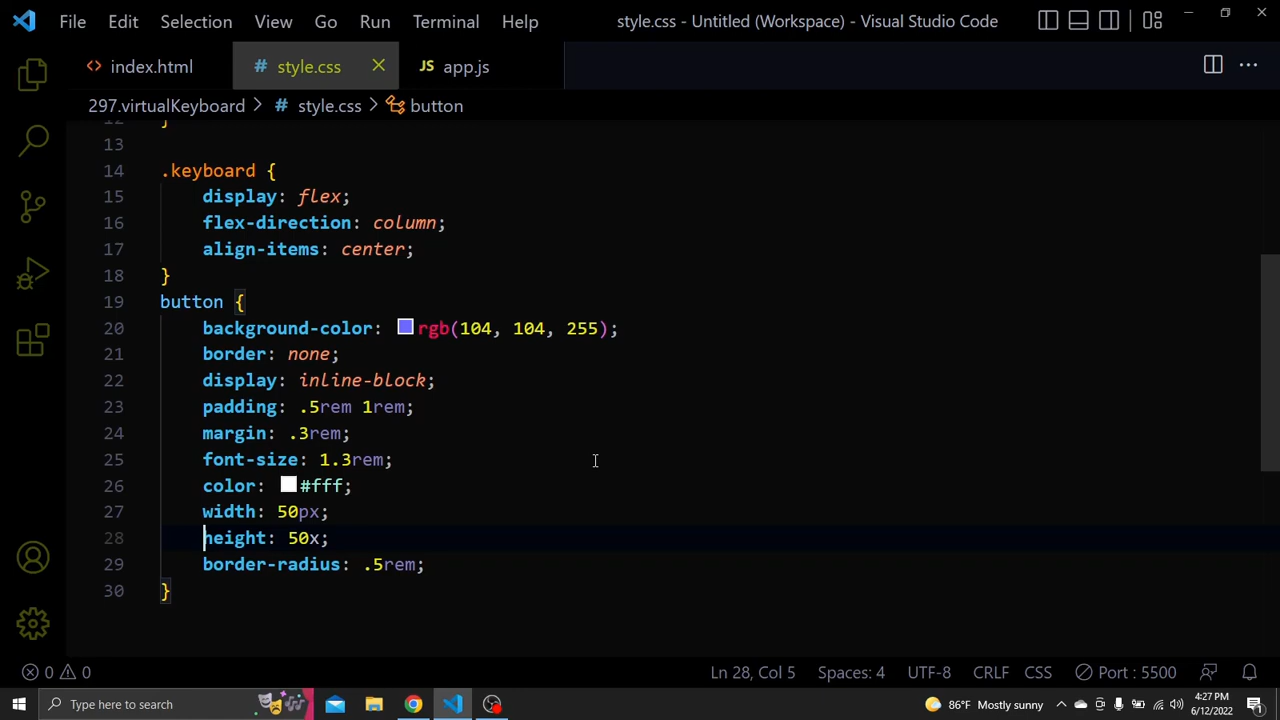 File Edit Selection View Go Run Terminal Help style.css - Untitled (Workspace) - Visual Studio Code
<> index.html # style.css JS app.js
297.virtualKeyboard > # style.css > button
12 }
13
14 .keyboard {
15 display: flex;
16 flex-direction: column;
17 align-items: center;
18 }
19 button {
20 background-color: rgb(104, 104, 255);
21 border: none;
22 display: inline-block;
23 padding: .5rem 1rem;
24 margin: .3rem;
25 font-size: 1.3rem;
26 color: #fff;
27 width: 50px;
28 height: 50x;
29 border-radius: .5rem;
30 }
0 0 Ln 28, Col 5 Spaces: 4 UTF-8 CRLF CSS Port : 5500
Type here to search 86°F Mostly sunny 4:27 PM
6/12/2022 1